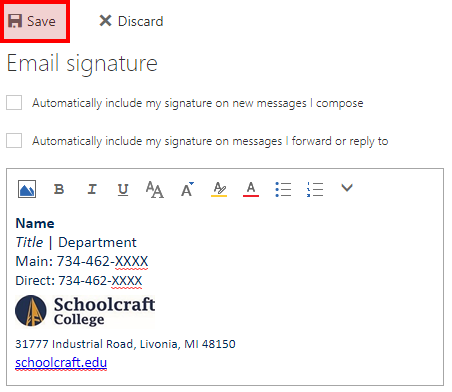 Save Discard
Email signature
Automatically include my signature on new messages I compose
Automatically include my signature on messages I forward or reply to
B I U AA A A
Name
Title | Department
Main: 734-462-XXXX
Direct: 734-462-XXXX
Schoolcraft
College
31777 Industrial Road, Livonia, MI 48150
schoolcraft.edu